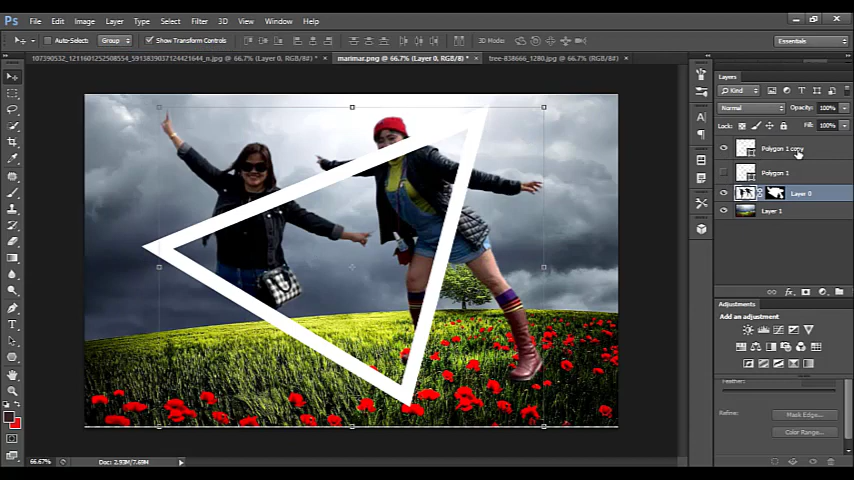 Ps File Edit Image Layer Type Select Filter 3D View Window Help
Auto-Select: Group Show Transform Controls 3D Mode: Essentials
marimar.png @ 66.7% (Layer 0, RGB/8#) * × tree-838666_1280.jpg @ 66.7% (RGB/8#) ×
Layers
Kind T
Normal Opacity: 100%
Lock: Fill: 100%
Polygon 1 copy
Polygon 1
Layer 0
Layer 1
fx
Adjustments
Add an adjustment
Feather:
Refine: Mask Edge...
Color Range...
66.67% Doc: 2.93M/7.69M